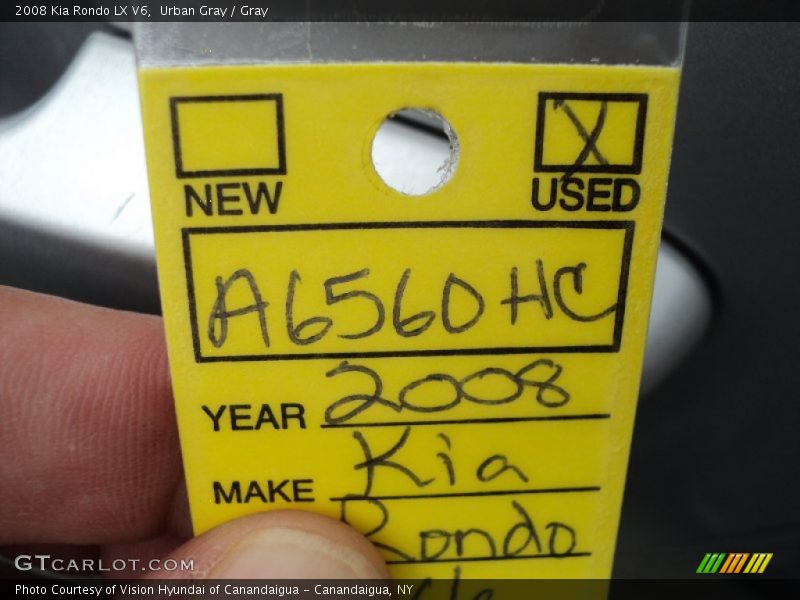 2008 Kia Rondo LX V6,  Urban Gray / Gray
X
NEW USED
A6560HC
YEAR 2008
MAKE Kia
Rondo
GTCARLOT.COM
Photo Courtesy of Vision Hyundai of Canandaigua - Canandaigua, NY